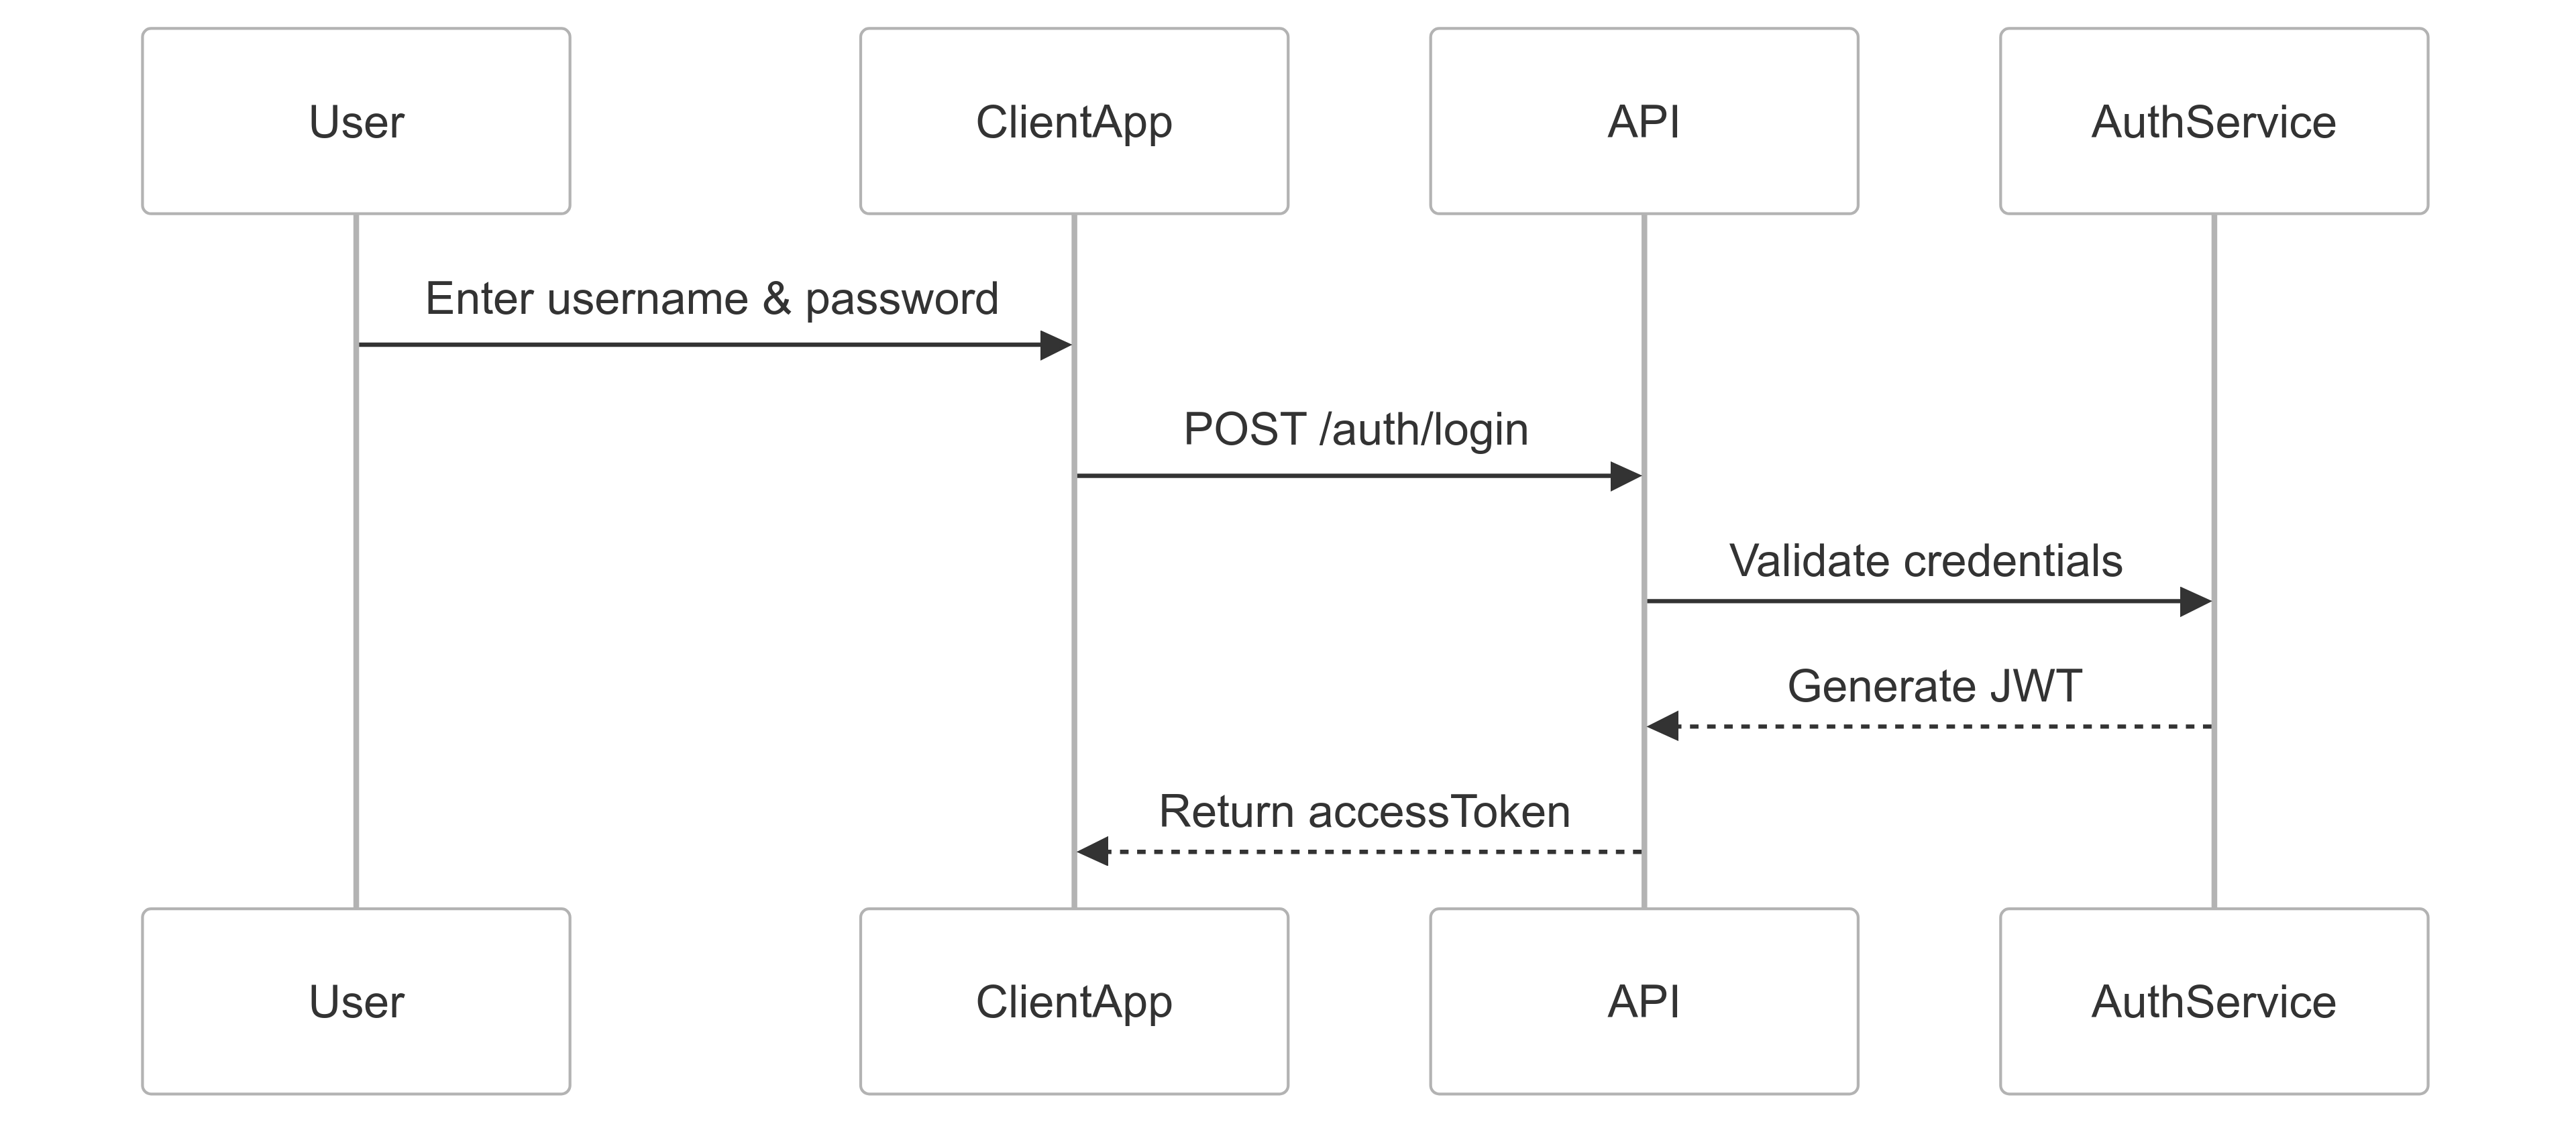 User
ClientApp
API
AuthService
Enter username & password
POST /auth/login
Validate credentials
Generate JWT
Return accessToken
User
ClientApp
API
AuthService